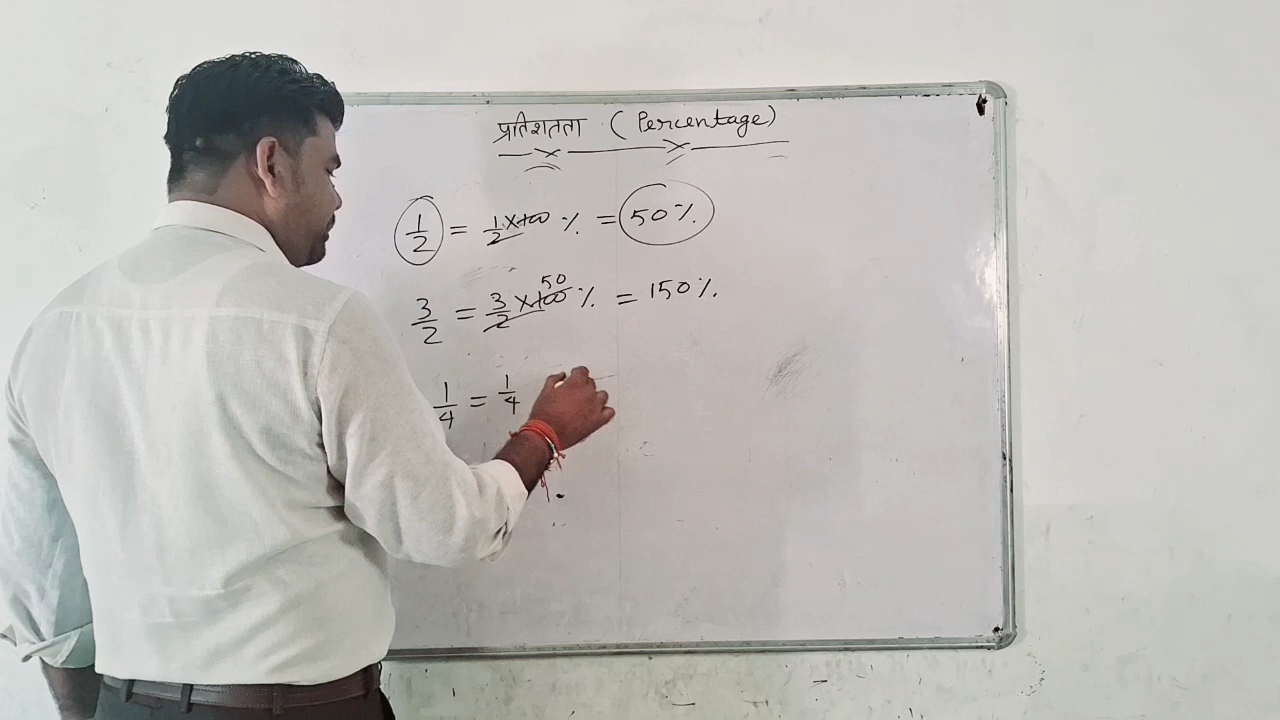 प्रतिशतता (Percentage)
1/2 = 1×100/2 % = 50%
3/2 = 3/2 × 100 50 % = 150%
1/4 = 1/4